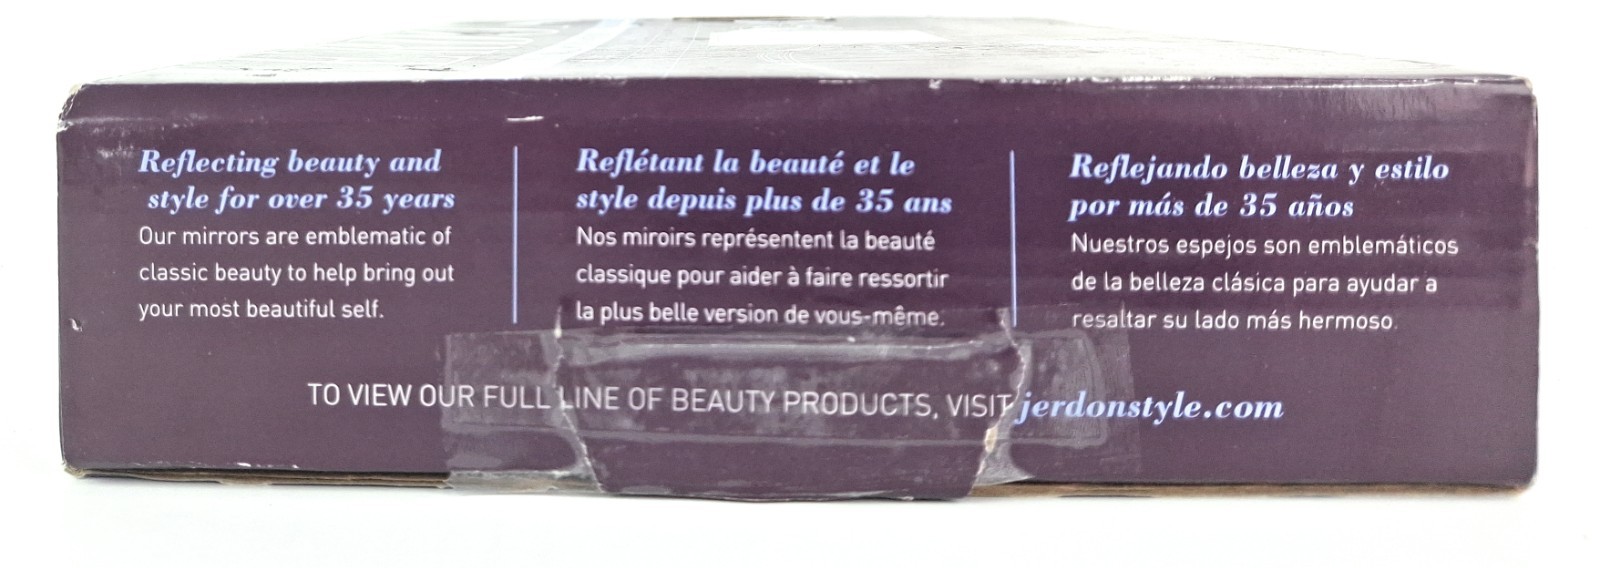 Reflecting beauty and
style for over 35 years
Our mirrors are emblematic of
classic beauty to help bring out
your most beautiful self.
Reflétant la beauté et le
style depuis plus de 35 ans
Nos miroirs représentent la beauté
classique pour aider à faire ressortir
la plus belle version de vous-même.
Reflejando belleza y estilo
por más de 35 años
Nuestros espejos son emblemáticos
de la belleza clásica para ayudar a
resaltar su lado más hermoso.
TO VIEW OUR FULL LINE OF BEAUTY PRODUCTS, VISIT jerdonstyle.com